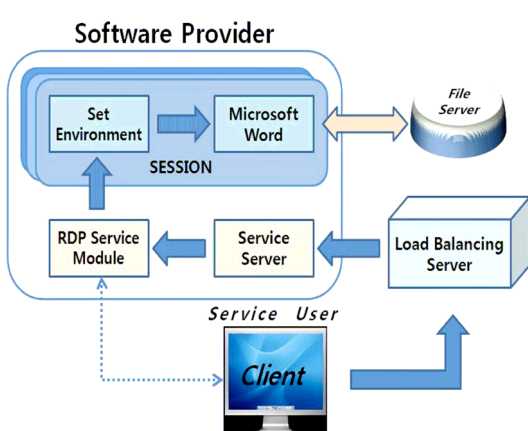 Software Provider
Set
Environment
Microsoft
Word
File
Server
SESSION
RDP Service
Module
Service
Server
Load Balancing
Server
Service User
Client